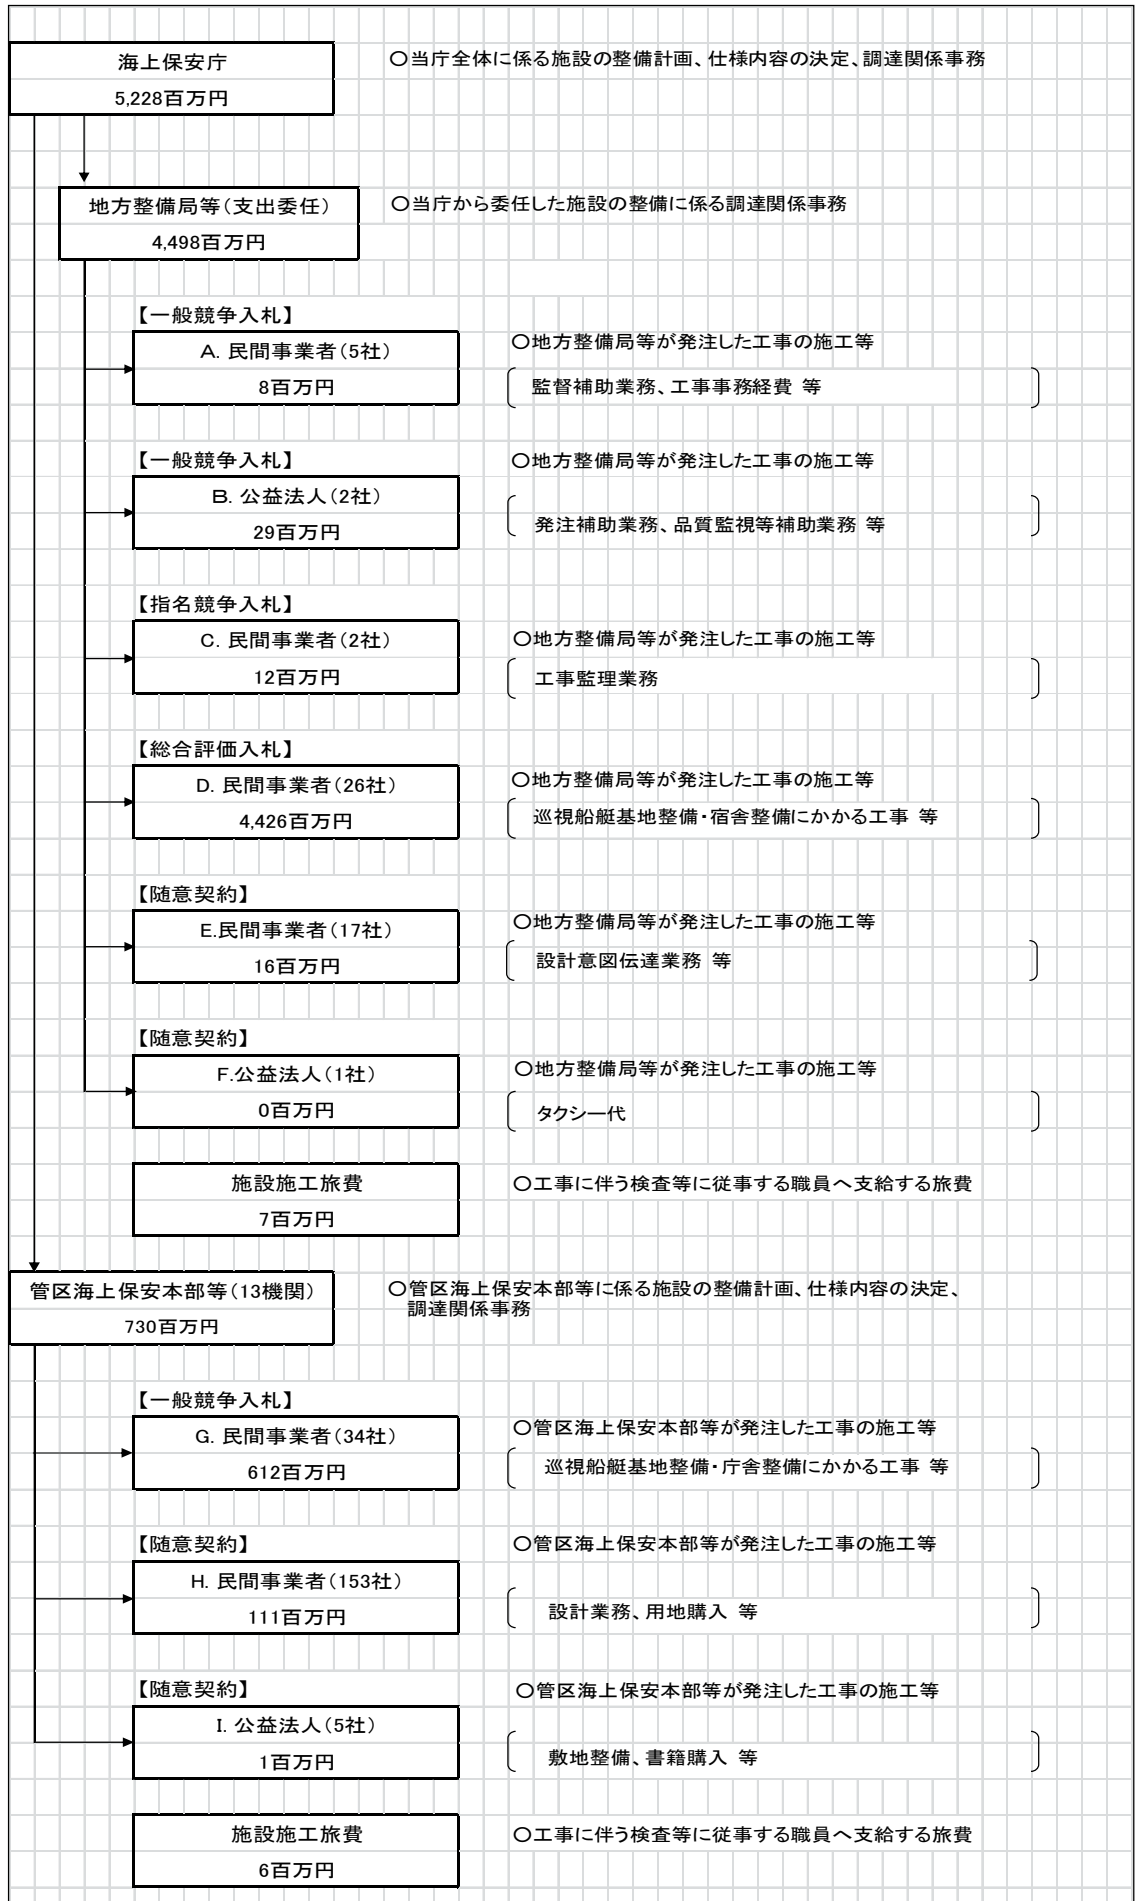 海上保安庁
5,228百万円
○当庁全体に係る施設の整備計画、仕様内容の決定、調達関係事務
地方整備局等(支出委任)
4,498百万円
○当庁から委任した施設の整備に係る調達関係事務
【一般競争入札】
A. 民間事業者(5社)
8百万円
○地方整備局等が発注した工事の施工等
監督補助業務、工事事務経費 等
【一般競争入札】
B. 公益法人(2社)
29百万円
○地方整備局等が発注した工事の施工等
発注補助業務、品質監視等補助業務 等
【指名競争入札】
C. 民間事業者(2社)
12百万円
○地方整備局等が発注した工事の施工等
工事監理業務
【総合評価入札】
D. 民間事業者(26社)
4,426百万円
○地方整備局等が発注した工事の施工等
巡視船艇基地整備・宿舎整備にかかる工事 等
【随意契約】
E.民間事業者(17社)
16百万円
○地方整備局等が発注した工事の施工等
設計意図伝達業務 等
【随意契約】
F.公益法人(1社)
0百万円
○地方整備局等が発注した工事の施工等
タクシー代
施設施工旅費
7百万円
○工事に伴う検査等に従事する職員へ支給する旅費
管区海上保安本部等(13機関)
730百万円
○管区海上保安本部等に係る施設の整備計画、仕様内容の決定、
調達関係事務
【一般競争入札】
G. 民間事業者(34社)
612百万円
○管区海上保安本部等が発注した工事の施工等
巡視船艇基地整備・庁舎整備にかかる工事 等
【随意契約】
H. 民間事業者(153社)
111百万円
○管区海上保安本部等が発注した工事の施工等
設計業務、用地購入 等
【随意契約】
I. 公益法人(5社)
1百万円
○管区海上保安本部等が発注した工事の施工等
敷地整備、書籍購入 等
施設施工旅費
6百万円
○工事に伴う検査等に従事する職員へ支給する旅費